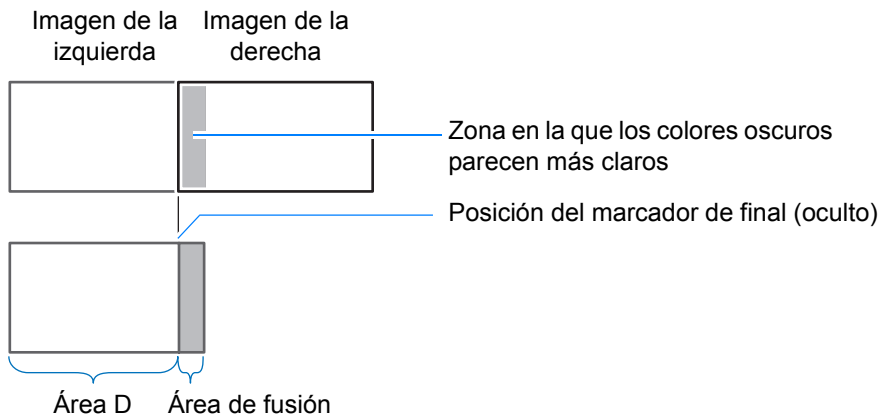 Imagen de la
izquierda
Imagen de la
derecha
Zona en la que los colores oscuros
parecen más claros
Posición del marcador de final (oculto)
Área D
Área de fusión